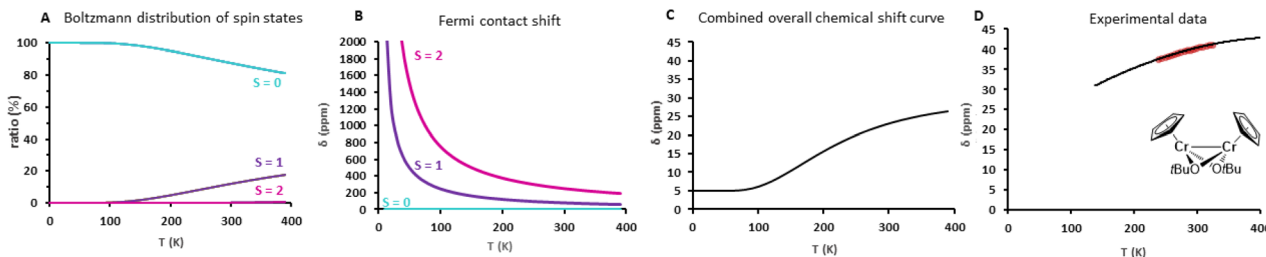 A Boltzmann distribution of spin states
100
80
60
40
20
0
ratio (%)
S = 0
S = 1
S = 2
0 100 200 300 400
T (K)
B Fermi contact shift
2000
1800
1600
1400
1200
1000
800
600
400
200
0
δ (ppm)
S = 2
S = 1
S = 0
0 100 200 300 400
T (K)
C Combined overall chemical shift curve
45
40
35
30
25
20
15
10
5
0
δ (ppm)
0 100 200 300 400
T (K)
D Experimental data
45
40
35
30
25
20
15
10
5
0
δ (ppm)
Cr Cr
tBuO OtBu
0 100 200 300 400
T (K)